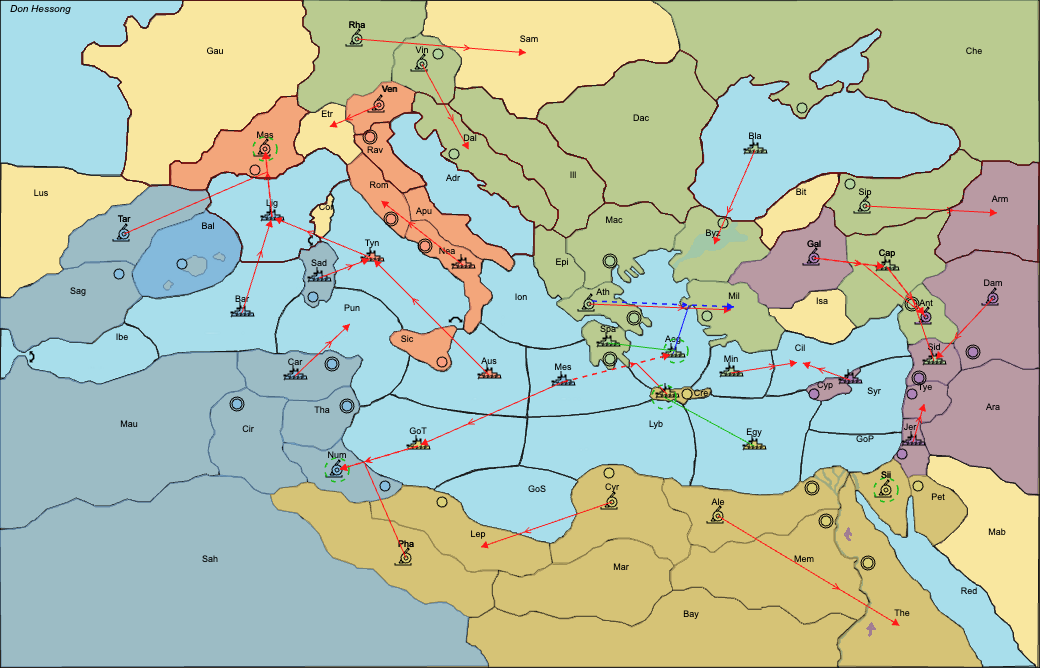 Don Hessong
Rha
Sam
Gau
Vin
Che
Ven
Etr
Dac
Mas
Rav
Dal
Bla
Adr
Ill
Lus
Rom
Bit
Sip
Arm
Tar
Bal
Lig
Cor
Apu
Mac
Byz
Tyn
Nea
Gal
Cap
Sad
Epi
Sag
Ath
Mil
Isa
Dam
Bar
Pun
Ion
Ant
Ibe
Sic
Spa
Aeg
Cil
Sid
Car
Aus
Mes
Min
Cyp
Syr
Tye
Cre
Ara
Mau
Cir
Tha
Lyb
GoT
Egy
GoP
Jer
Num
GoS
Cyr
Sii
Pet
Ale
Lep
Mab
Pha
Sah
Mar
Mem
Red
Bay
The